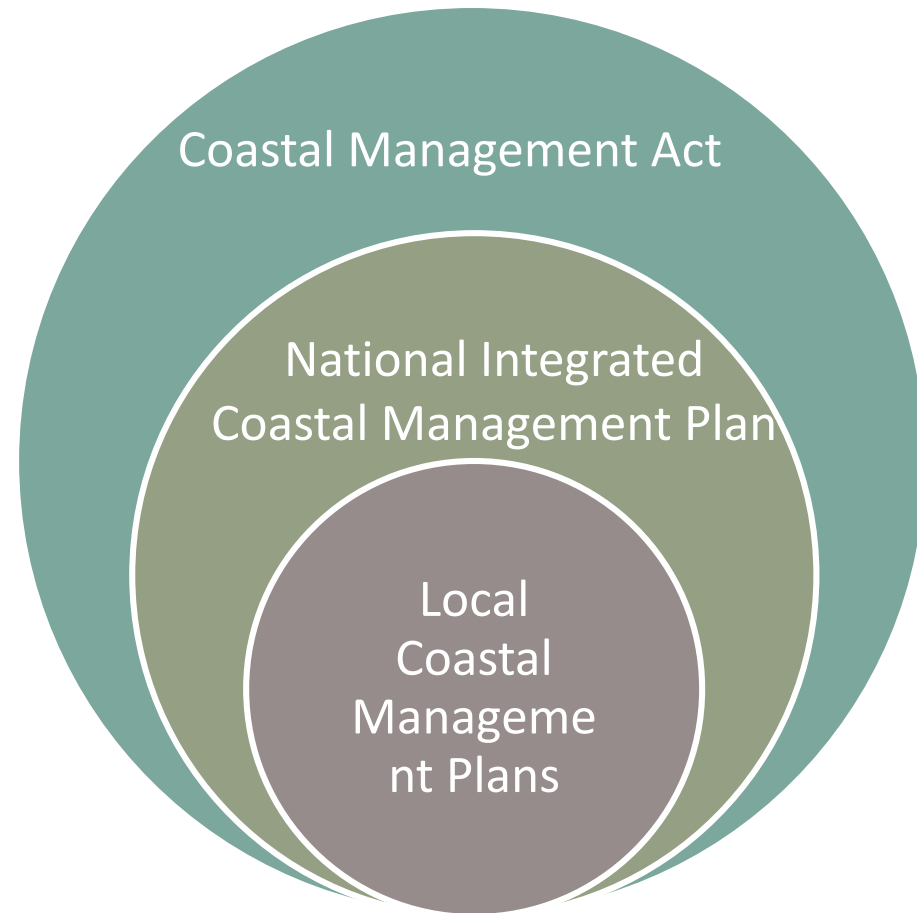 Coastal Management Act
National Integrated
Coastal Management Plan
Local
Coastal
Manageme
nt Plans